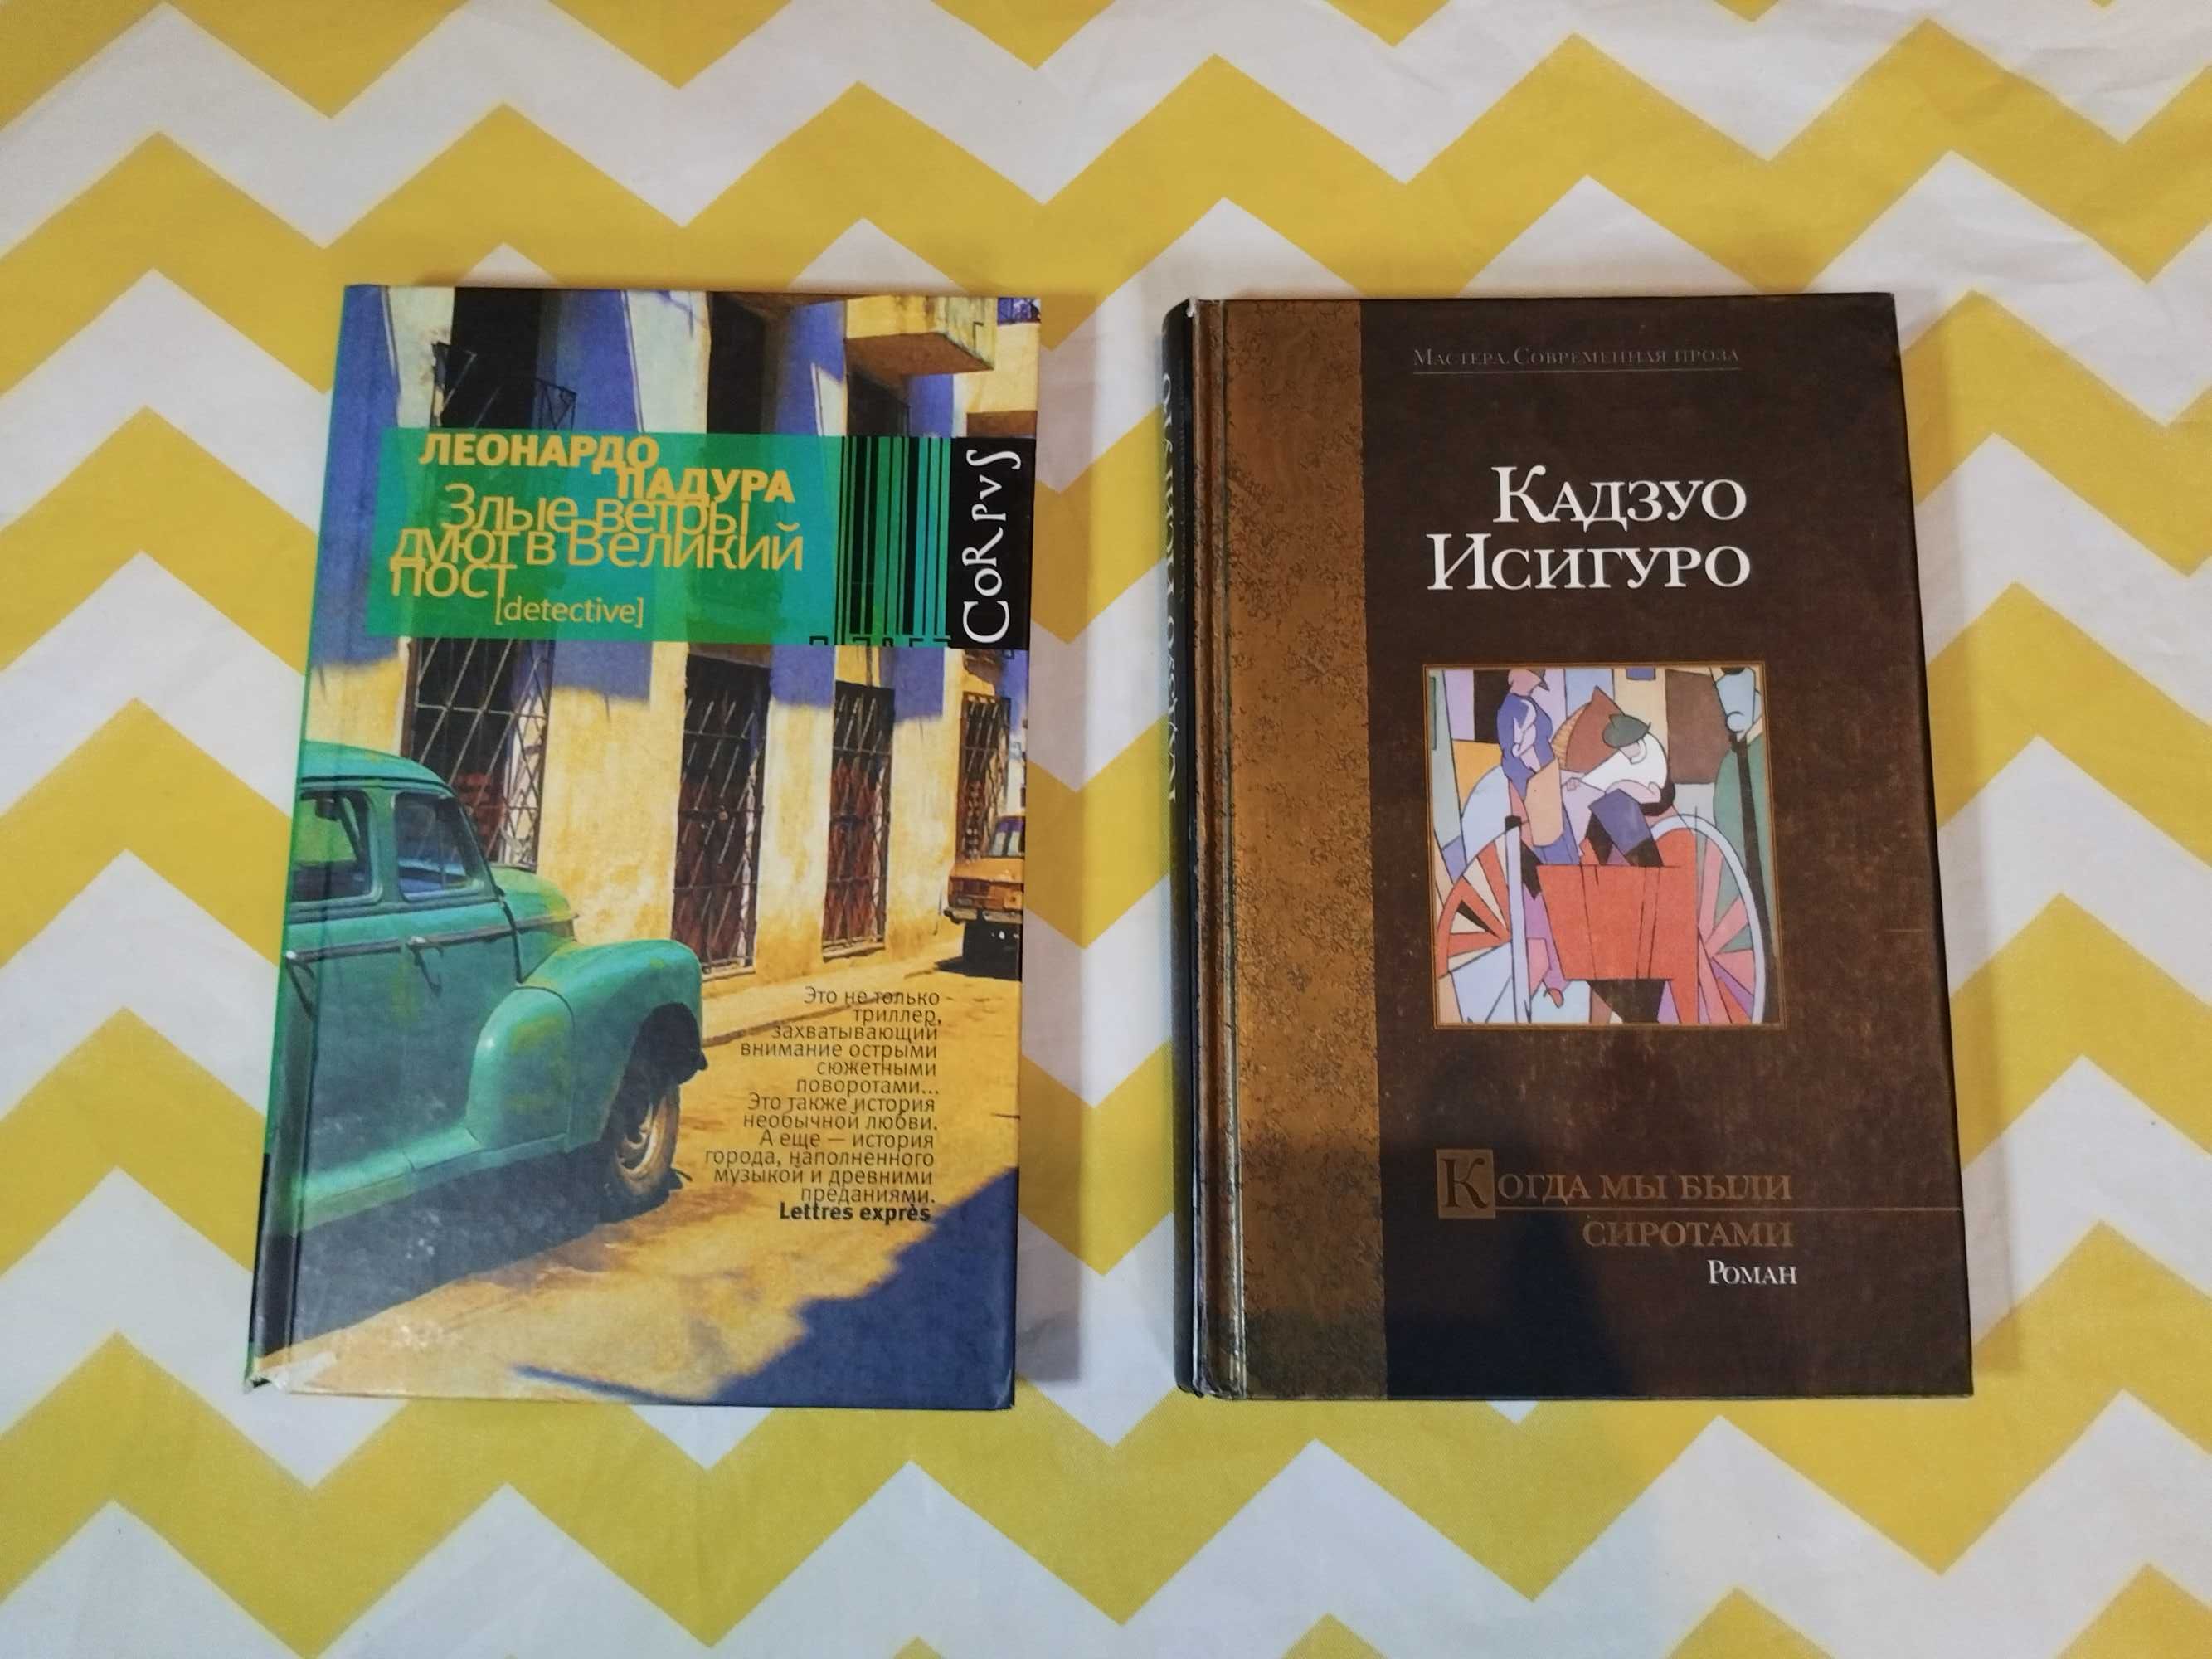 ЛЕОНАРДО
ПАДУРА
Злые ветры
дуют в Великий
пост
[detective]
CORPVS
Это не только
триллер,
захватывающий
внимание острыми
сюжетными
поворотами...
Это также история
необычной любви.
А еще — история
города, наполненного
музыкой и древними
преданиями.
Lettres exprès
Мастера. Современная проза
Кадзуо
Исигуро
Когда мы были
сиротами
Роман